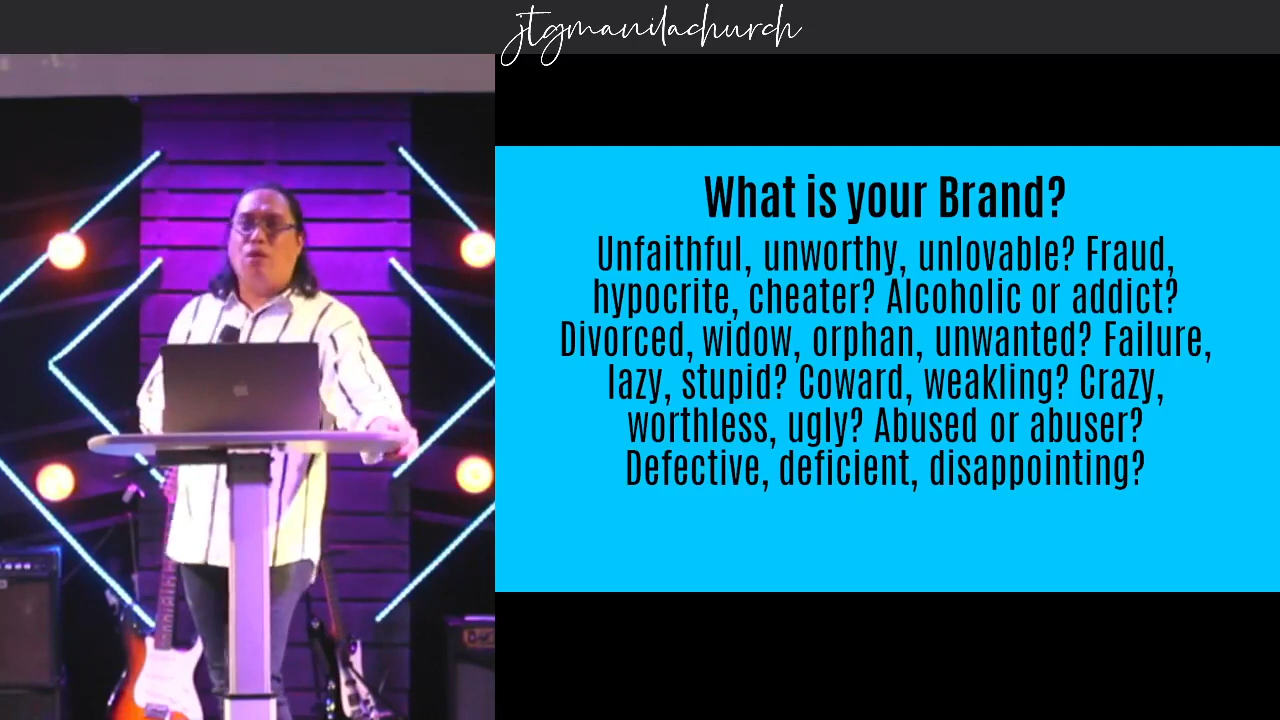 jtgmanilachurch
What is your Brand?
Unfaithful, unworthy, unlovable? Fraud,
hypocrite, cheater? Alcoholic or addict?
Divorced, widow, orphan, unwanted? Failure,
lazy, stupid? Coward, weakling? Crazy,
worthless, ugly? Abused or abuser?
Defective, deficient, disappointing?